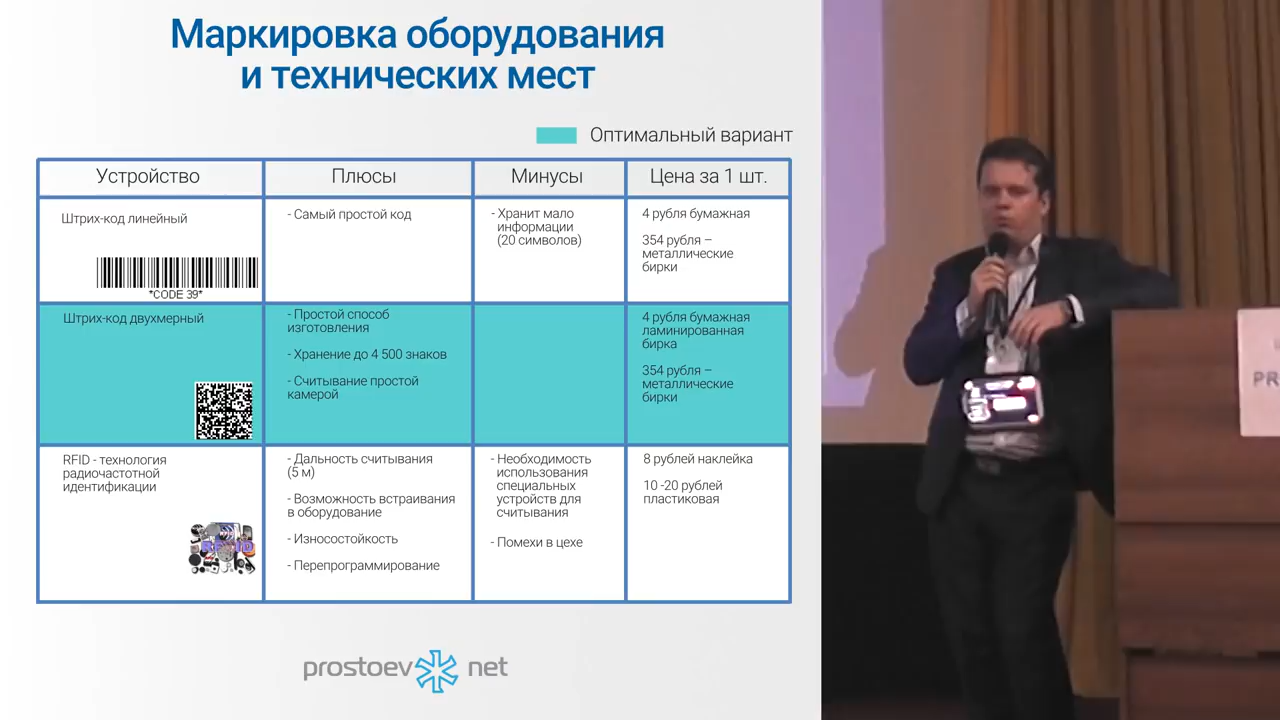 Маркировка оборудования
и технических мест
Оптимальный вариант
Устройство
Плюсы
Минусы
Цена за 1 шт.
Штрих-код линейный
*CODE 39*
- Самый простой код
- Хранит мало
информации
(20 символов)
4 рубля бумажная
354 рубля –
металлические
бирки
Штрих-код двухмерный
- Простой способ
изготовления
- Хранение до 4 500 знаков
- Считывание простой
камерой
4 рубля бумажная
ламинированная
бирка
354 рубля –
металлические
бирки
RFID - технология
радиочастотной
идентификации
RFID
- Дальность считывания
(5 м)
- Возможность встраивания
в оборудование
- Износостойкость
- Перепрограммирование
- Необходимость
использования
специальных
устройств для
считывания
- Помехи в цехе
8 рублей наклейка
10 -20 рублей
пластиковая
prostoev net
PR